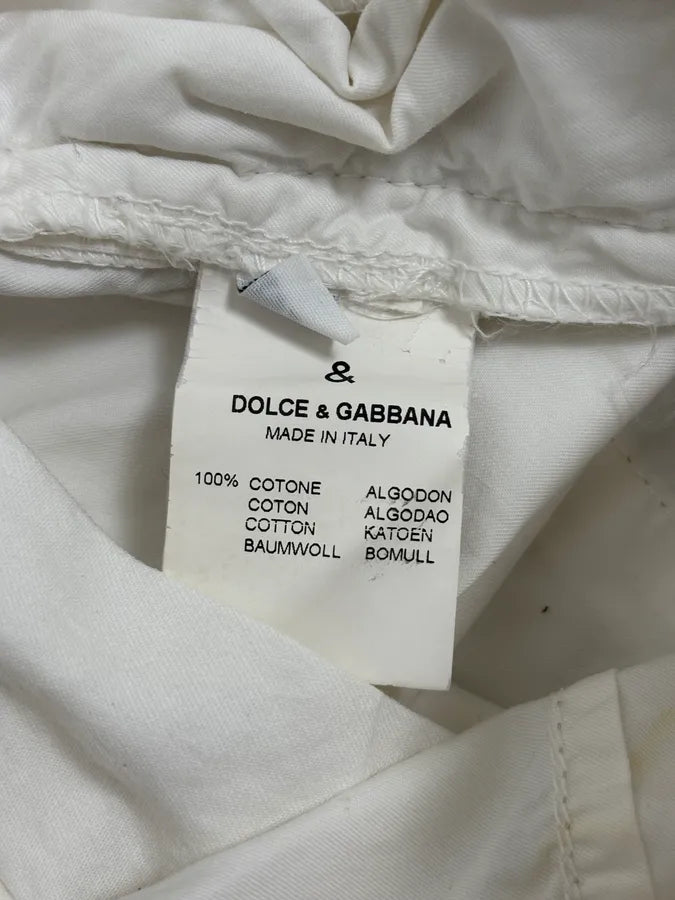 &
DOLCE & GABBANA
MADE IN ITALY
100% COTONE ALGODON
COTON ALGODAO
COTTON KATOEN
BAUMWOLL BOMULL